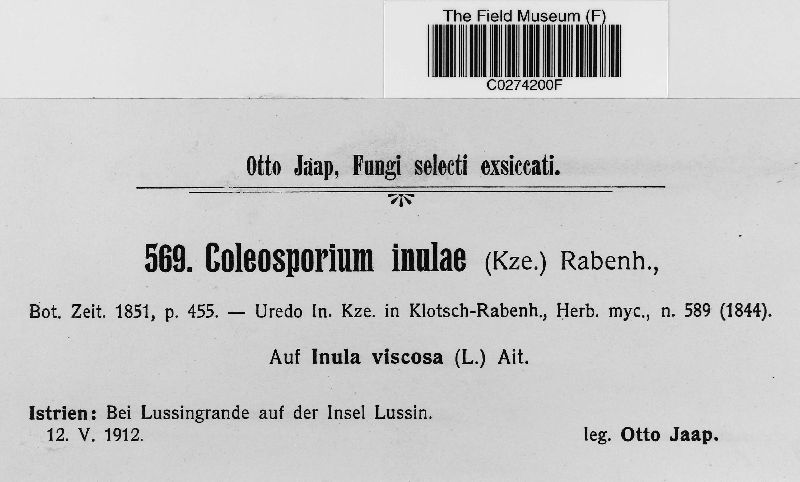 The Field Museum (F)
C0274200F
Otto Jaap, Fungi selecti exsiccati.
569. Coleosporium inulae (Kze.) Rabenh.,
Bot. Zeit. 1851, p. 455. — Uredo In. Kze. in Klotsch-Rabenh., Herb. myc., n. 589 (1844).
Auf Inula viscosa (L.) Ait.
Istrien: Bei Lussingrande auf der Insel Lussin.
12. V. 1912. leg. Otto Jaap.